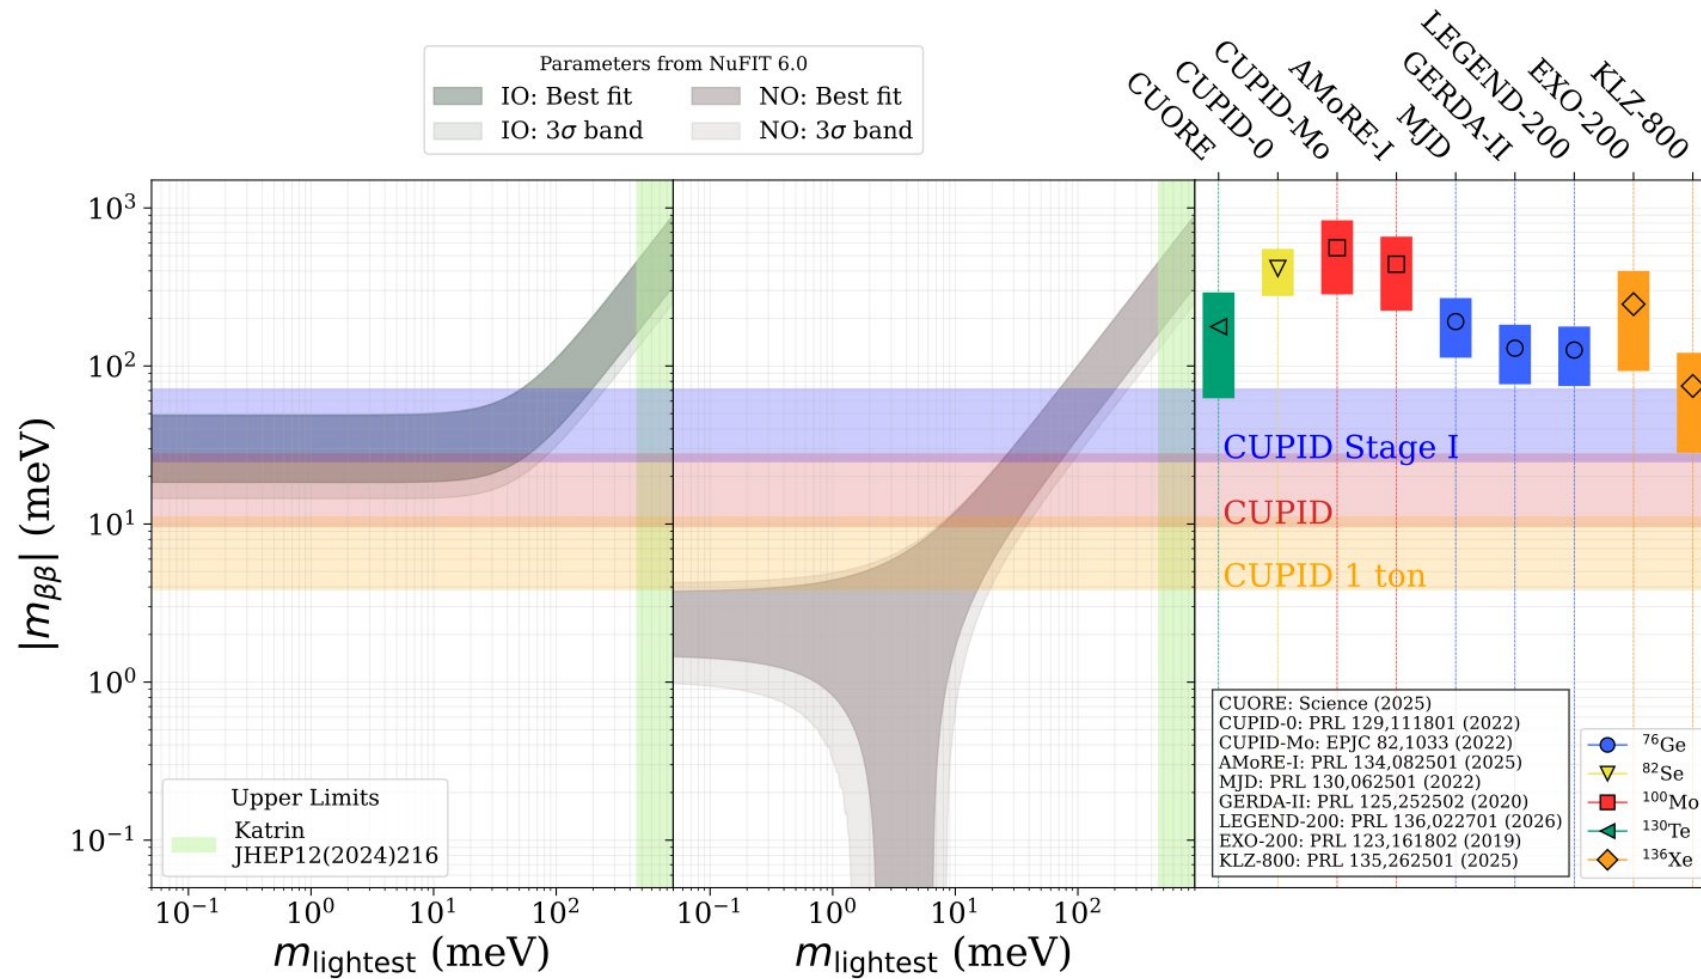 Parameters from NuFIT 6.0
IO: Best fit
NO: Best fit
IO: 3σ band
NO: 3σ band
CUORE
CUPID-0
CUPID-Mo
AMoRE-I
MJD
GERDA-II
LEGEND-200
EXO-200
KLZ-800
|mββ| (meV)
10³
10²
10¹
10⁰
10⁻¹
CUPID Stage I
CUPID
CUPID 1 ton
Upper Limits
Katrin
JHEP12(2024)216
CUORE: Science (2025)
CUPID-0: PRL 129,111801 (2022)
CUPID-Mo: EPJC 82,1033 (2022)
AMoRE-I: PRL 134,082501 (2025)
MJD: PRL 130,062501 (2022)
GERDA-II: PRL 125,252502 (2020)
LEGEND-200: PRL 136,022701 (2026)
EXO-200: PRL 123,161802 (2019)
KLZ-800: PRL 135,262501 (2025)
⁷⁶Ge
⁸²Se
¹⁰⁰Mo
¹³⁰Te
¹³⁶Xe
10⁻¹ 10⁰ 10¹ 10²
10⁻¹ 10⁰ 10¹ 10²
mlightest (meV)
mlightest (meV)